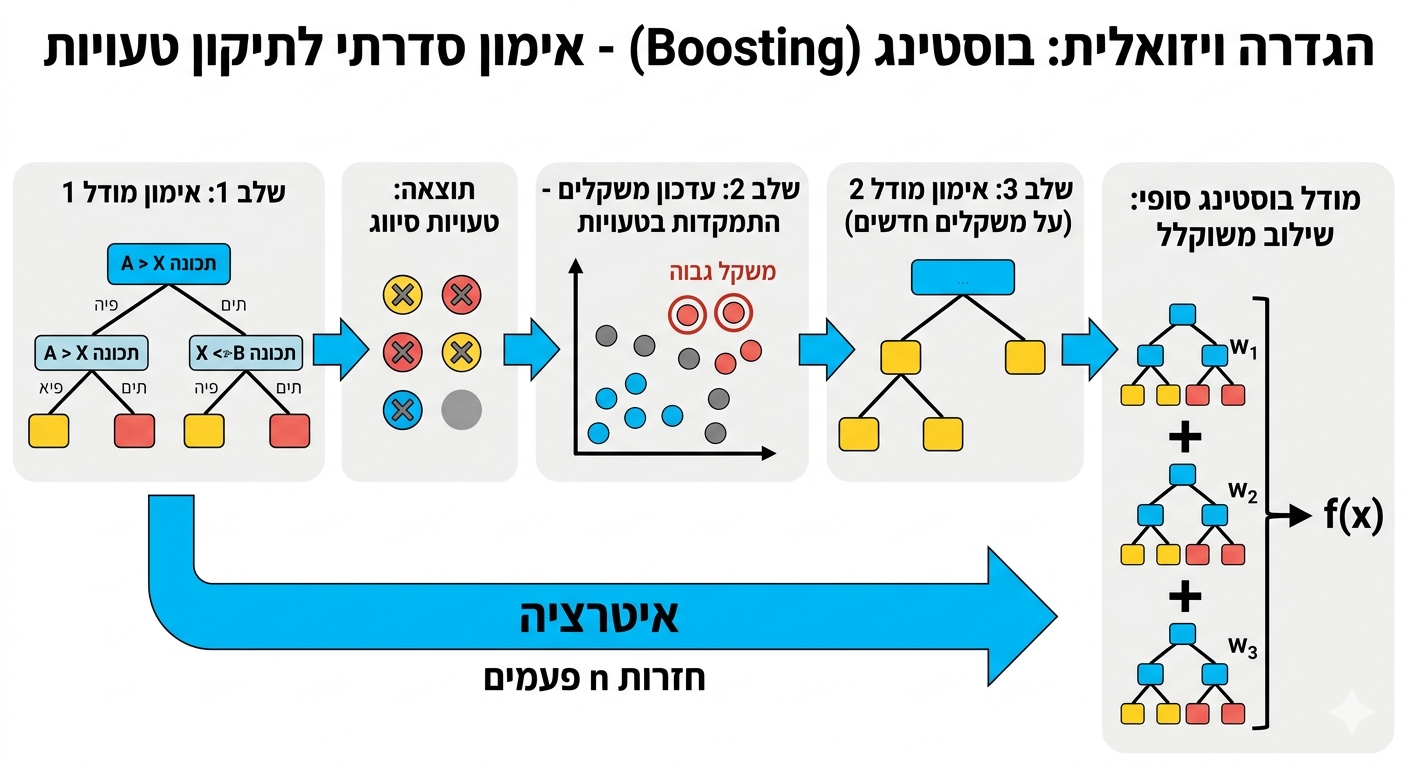 הגדרה ויזואלית: בוסטינג (Boosting) - אימון סדרתי לתיקון טעויות
שלב 1: אימון מודל 1
תכונה A > X
פיה
תים
תכונה A > X
תכונה X <
פיא
תים
פיה
תים
תוצאה:
טעויות סיווג
שלב 2: עדכון משקלים -
התמקדות בטעויות
משקל גבוה
שלב 3: אימון מודל 2
(על משקלים חדשים)
...
מודל בוסטינג סופי:
שילוב משוקלל
w1
+
w2
+
w3
f(x)
איטרציה
חזרות n פעמים